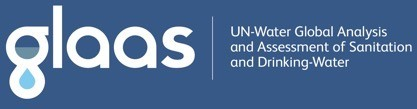 glaas
UN-Water Global Analysis
and Assessment of Sanitation
and Drinking-Water